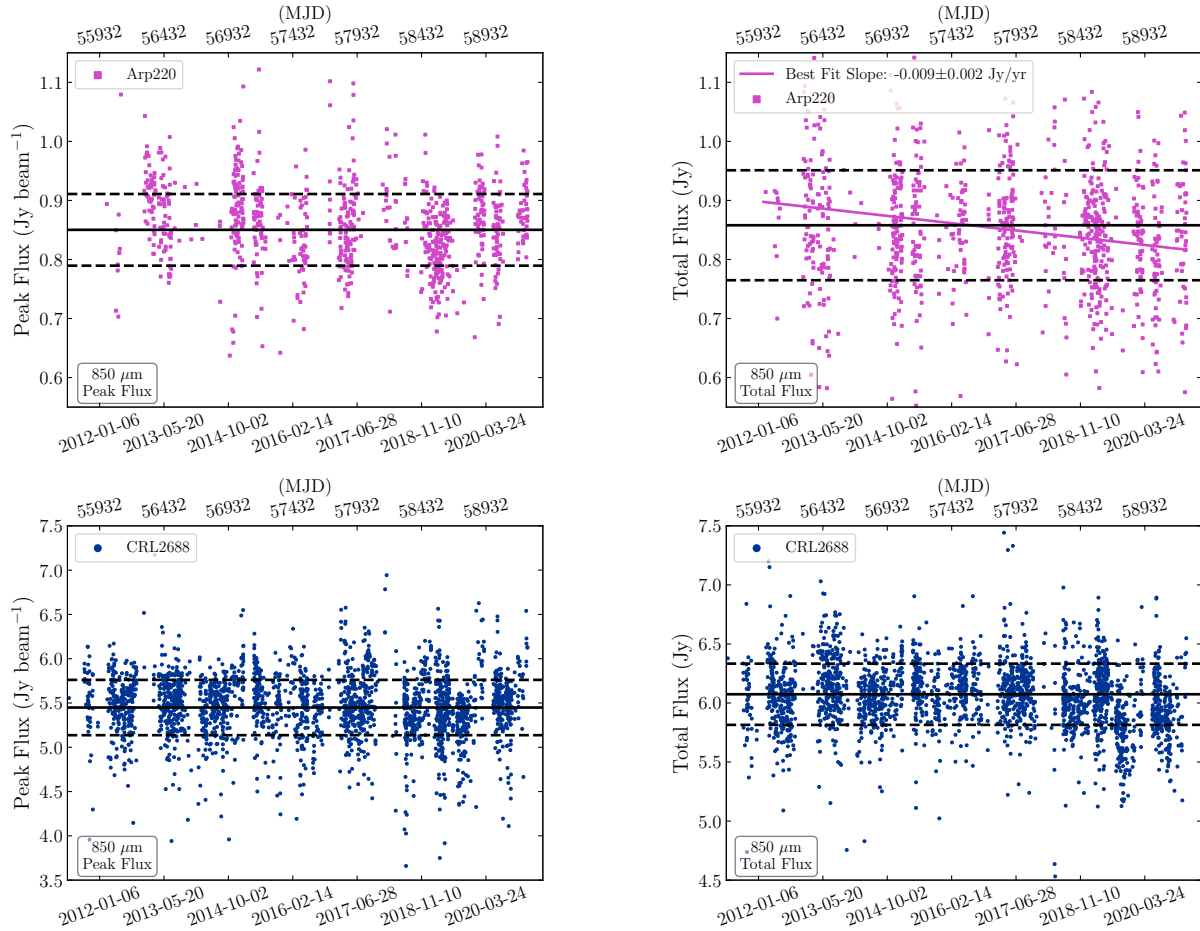 (MJD)
55932 56432 56932 57432 57932 58432 58932
Peak Flux (Jy beam⁻¹)
1.1
1.0
0.9
0.8
0.7
0.6
Arp220
850 μm
Peak Flux
2012-01-06 2013-05-20 2014-10-02 2016-02-14 2017-06-28 2018-11-10 2020-03-24
(MJD)
55932 56432 56932 57432 57932 58432 58932
Total Flux (Jy)
1.1
1.0
0.9
0.8
0.7
0.6
Best Fit Slope: -0.009±0.002 Jy/yr
Arp220
850 μm
Total Flux
2012-01-06 2013-05-20 2014-10-02 2016-02-14 2017-06-28 2018-11-10 2020-03-24
(MJD)
55932 56432 56932 57432 57932 58432 58932
Peak Flux (Jy beam⁻¹)
7.5
7.0
6.5
6.0
5.5
5.0
4.5
4.0
3.5
CRL2688
850 μm
Peak Flux
2012-01-06 2013-05-20 2014-10-02 2016-02-14 2017-06-28 2018-11-10 2020-03-24
(MJD)
55932 56432 56932 57432 57932 58432 58932
Total Flux (Jy)
7.5
7.0
6.5
6.0
5.5
5.0
4.5
CRL2688
850 μm
Total Flux
2012-01-06 2013-05-20 2014-10-02 2016-02-14 2017-06-28 2018-11-10 2020-03-24